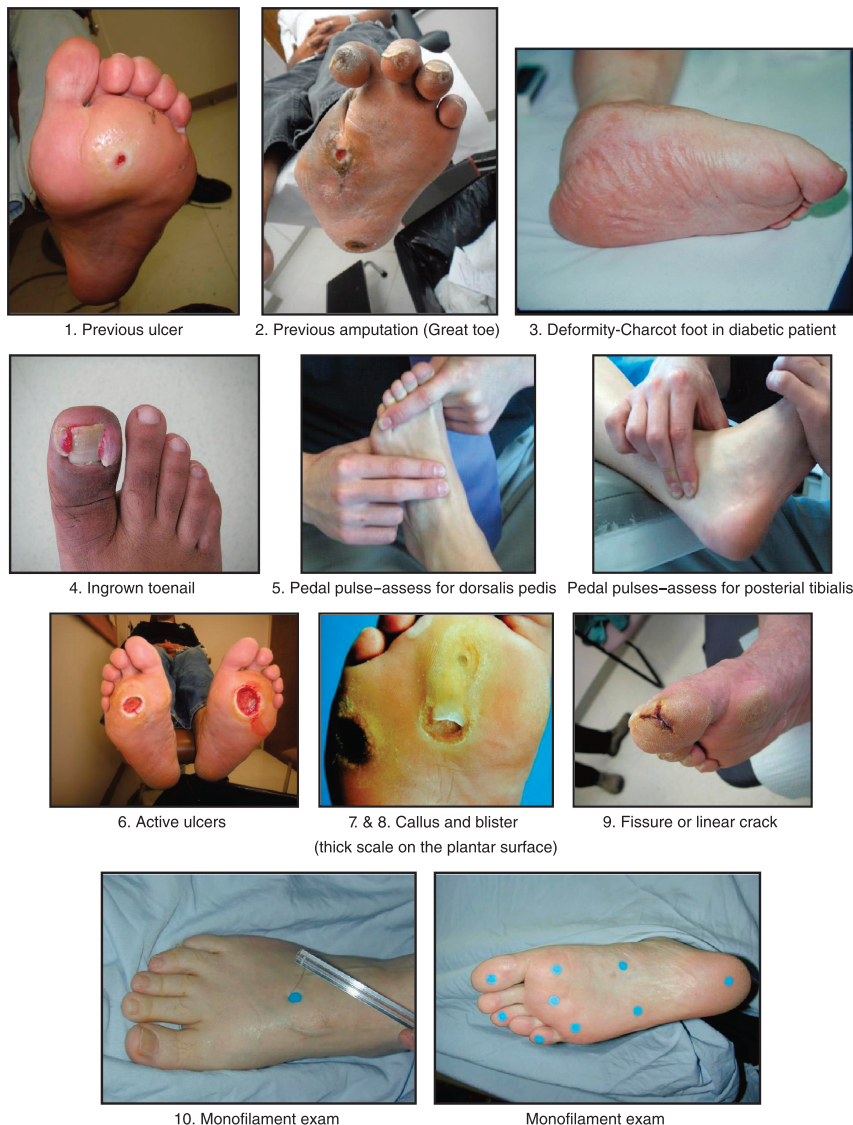 1. Previous ulcer
2. Previous amputation (Great toe)
3. Deformity-Charcot foot in diabetic patient
4. Ingrown toenail
5. Pedal pulse–assess for dorsalis pedis
Pedal pulses–assess for posterial tibialis
6. Active ulcers
7. & 8. Callus and blister
(thick scale on the plantar surface)
9. Fissure or linear crack
10. Monofilament exam
Monofilament exam